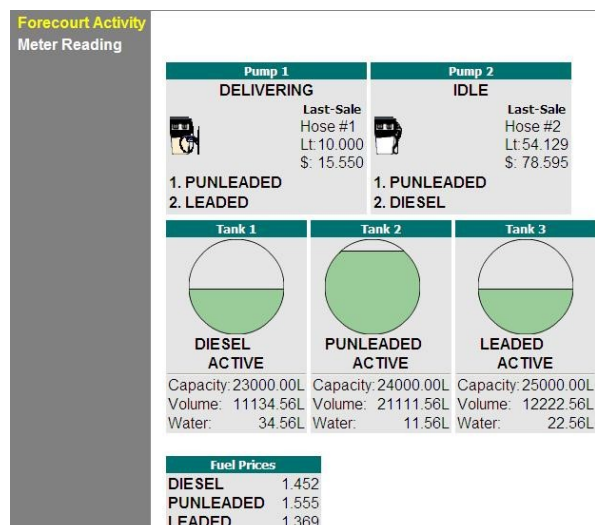 Forecourt Activity
Meter Reading
Pump 1
DELIVERING
Last-Sale
Hose #1
Lt:10.000
$: 15.550
1. PUNLEADED
2. LEADED
Pump 2
IDLE
Last-Sale
Hose #2
Lt:54.129
$: 78.595
1. PUNLEADED
2. DIESEL
Tank 1
DIESEL
ACTIVE
Capacity:23000.00L
Volume: 11134.56L
Water: 34.56L
Tank 2
PUNLEADED
ACTIVE
Capacity:24000.00L
Volume: 21111.56L
Water: 11.56L
Tank 3
LEADED
ACTIVE
Capacity:25000.00L
Volume: 12222.56L
Water: 22.56L
Fuel Prices
DIESEL 1.452
PUNLEADED 1.555
LEADED 1.369